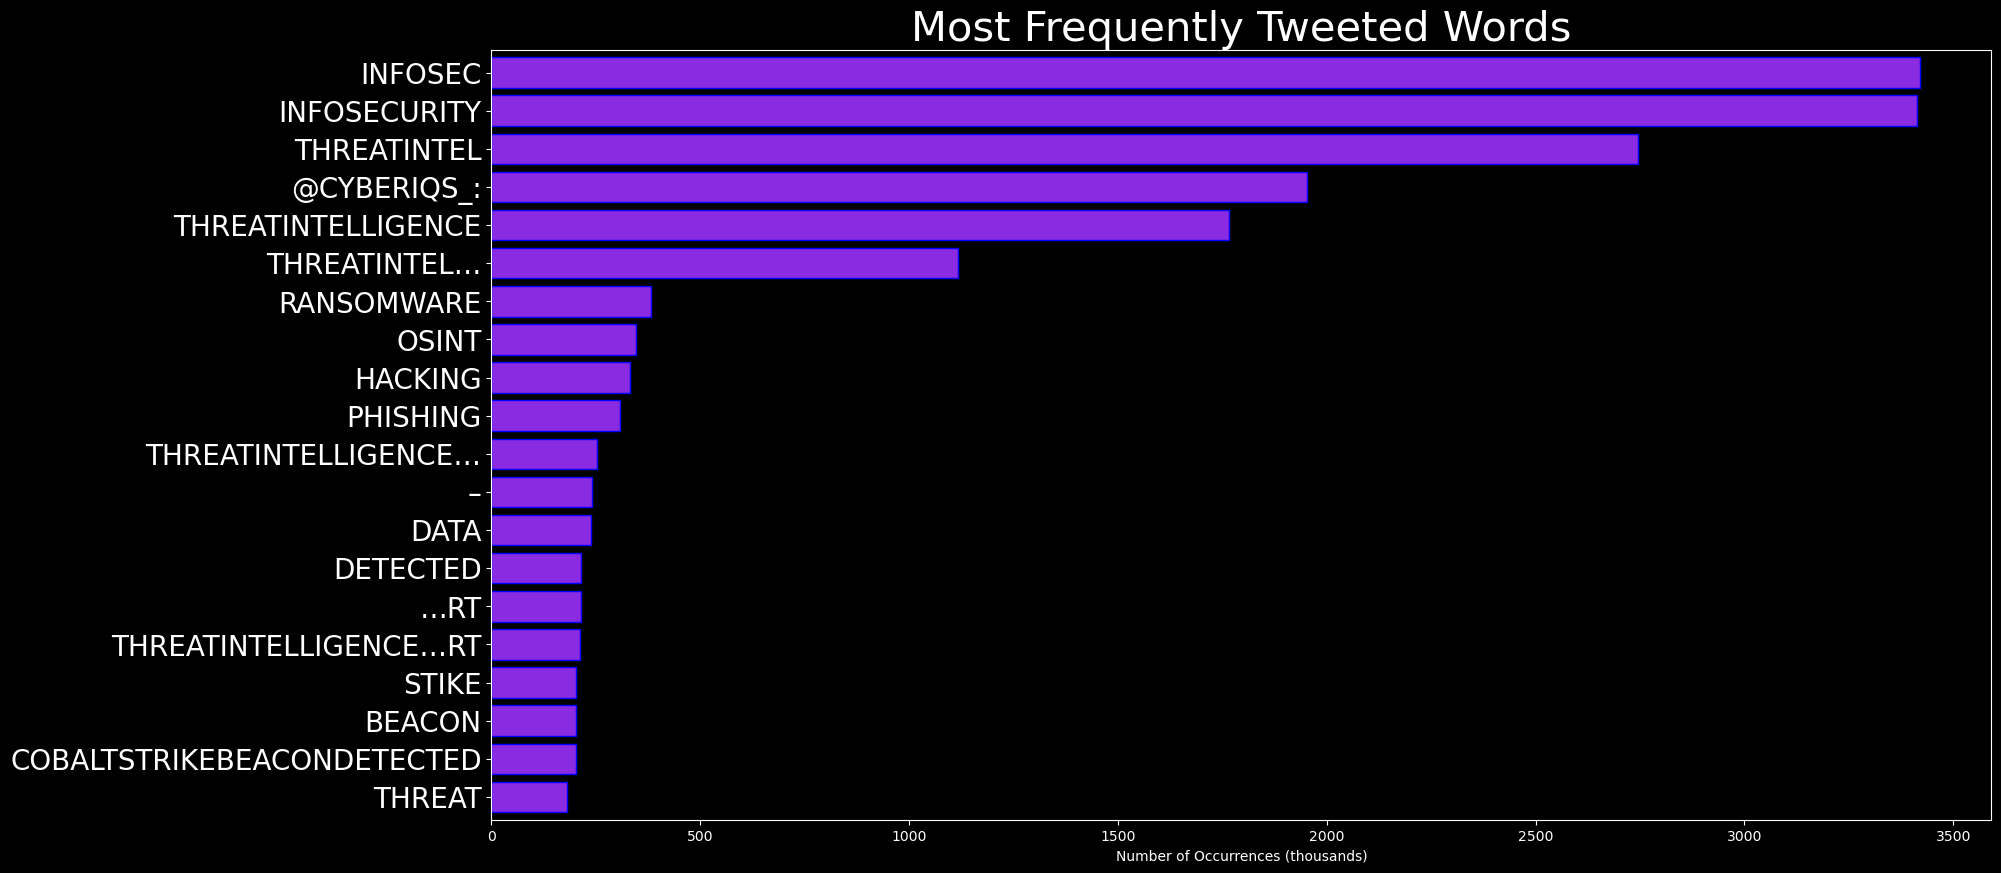 Most Frequently Tweeted Words
INFOSEC
INFOSECURITY
THREATINTEL
@CYBERIQS_:
THREATINTELLIGENCE
THREATINTEL…
RANSOMWARE
OSINT
HACKING
PHISHING
THREATINTELLIGENCE…
–
DATA
DETECTED
…RT
THREATINTELLIGENCE…RT
STIKE
BEACON
COBALTSTRIKEBEACONDETECTED
THREAT
0 500 1000 1500 2000 2500 3000 3500
Number of Occurrences (thousands)